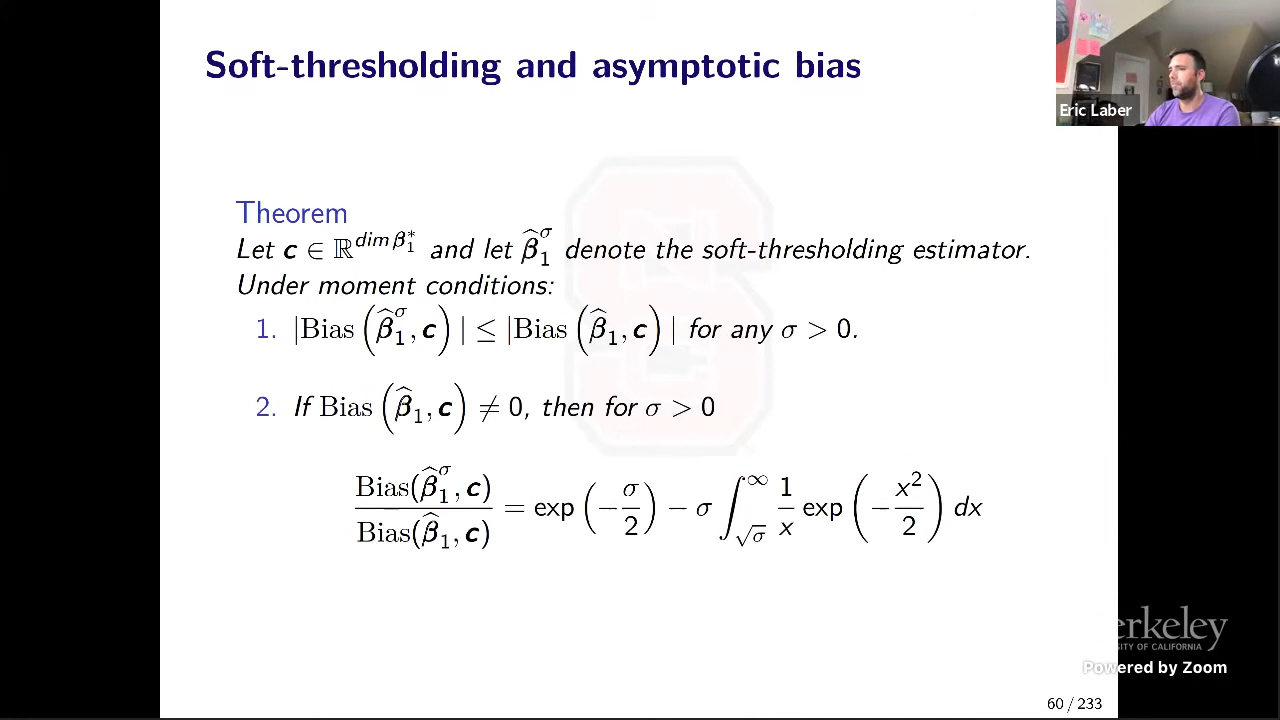 Soft-thresholding and asymptotic bias
Eric Laber
Theorem
Let c ∈ ℝ^{dim β₁*} and let β̂₁^σ denote the soft-thresholding estimator.
Under moment conditions:
1. |Bias (β̂₁^σ, c)| ≤ |Bias (β̂₁, c)| for any σ > 0.
2. If Bias (β̂₁, c) ≠ 0, then for σ > 0
Bias(β̂₁^σ, c) / Bias(β̂₁, c) = exp (−σ/2) − σ ∫_{√σ}^{∞} 1/x exp (−x²/2) dx
erkeley
SITY OF CALIFORNIA
Powered by Zoom
60 / 233